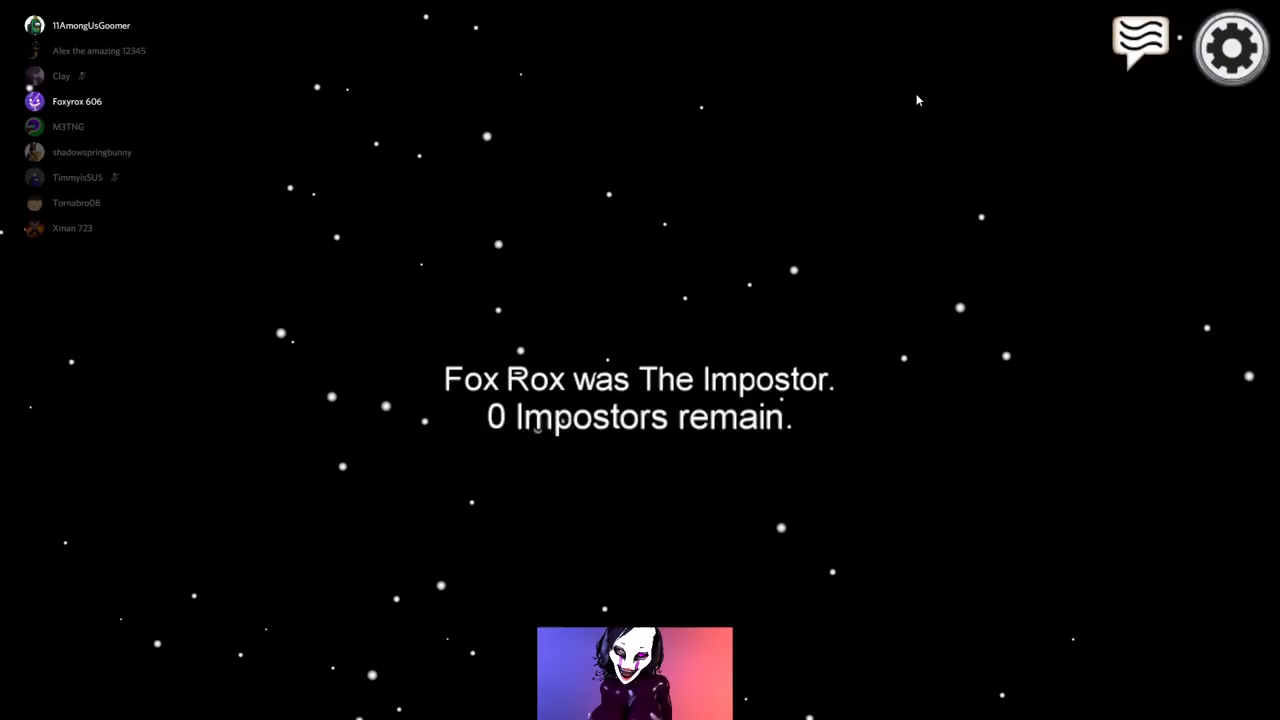 11AmongUsGoomer
Alex the amazing 12345
Clay
Foxyrox 606
M3TNG
shadowspringbunny
TimmyisSUS
Tornabro08
Xman 723
Fox Rox was The Impostor.
0 Impostors remain.